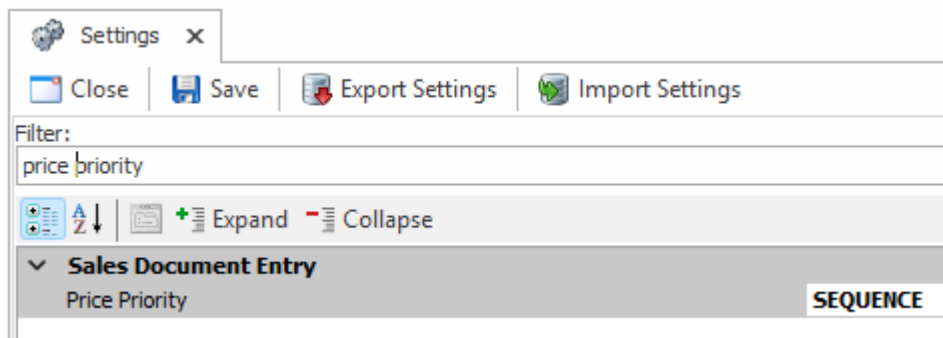 Settings
Close Save Export Settings Import Settings
Filter:
price priority
Expand Collapse
Sales Document Entry
Price Priority SEQUENCE